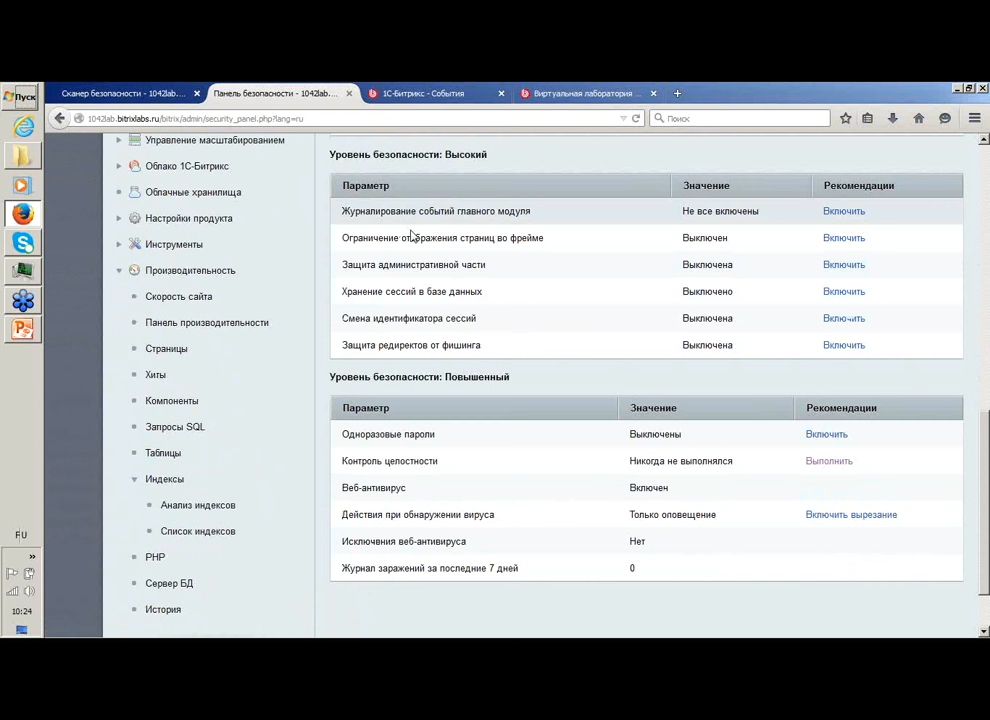 Пуск
Сканер безопасности - 1042lab....
Панель безопасности - 1042lab....
1С-Битрикс - События
Виртуальная лаборатория ...
1042lab.bitrixlabs.ru/bitrix/admin/security_panel.php?lang=ru
Поиск
Управление масштабированием
Облако 1С-Битрикс
Облачные хранилища
Настройки продукта
Инструменты
Производительность
Скорость сайта
Панель производительности
Страницы
Хиты
Компоненты
Запросы SQL
Таблицы
Индексы
Анализ индексов
Список индексов
PHP
Сервер БД
История
Уровень безопасности: Высокий
Параметр Значение Рекомендации
Журналирование событий главного модуля Не все включены Включить
Ограничение отображения страниц во фрейме Выключен Включить
Защита административной части Выключена Включить
Хранение сессий в базе данных Выключено Включить
Смена идентификатора сессий Выключена Включить
Защита редиректов от фишинга Выключена Включить
Уровень безопасности: Повышенный
Параметр Значение Рекомендации
Одноразовые пароли Выключены Включить
Контроль целостности Никогда не выполнялся Выполнить
Веб-антивирус Включен
Действия при обнаружении вируса Только оповещение Включить вырезание
Исключвния веб-антивируса Нет
Журнал заражений за последние 7 дней 0
»
10:24